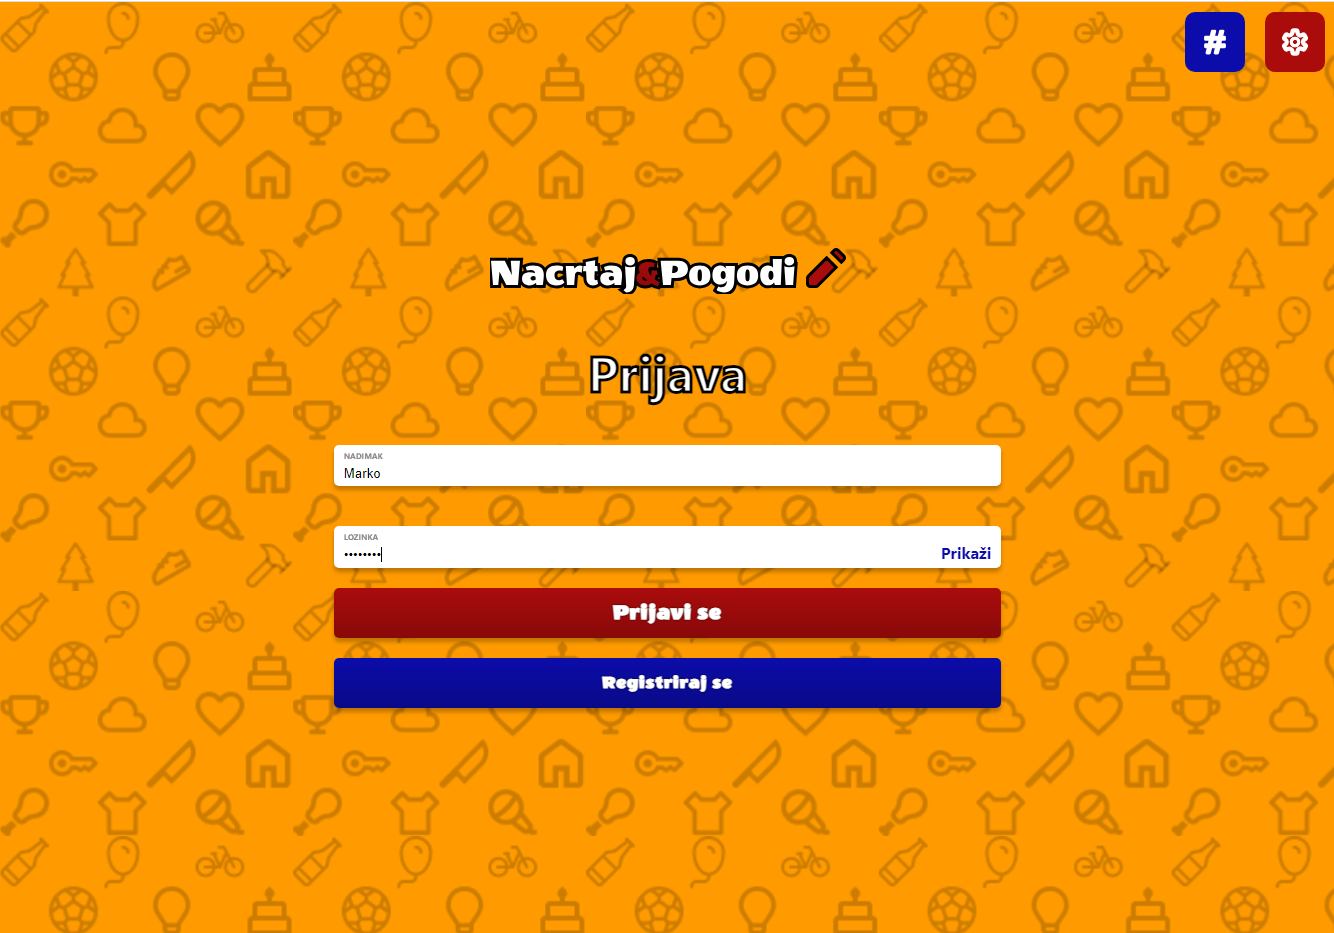 #
Nacrtaj&Pogodi
Prijava
NADIMAK
Marko
LOZINKA
••••••••
Prikaži
Prijavi se
Registriraj se